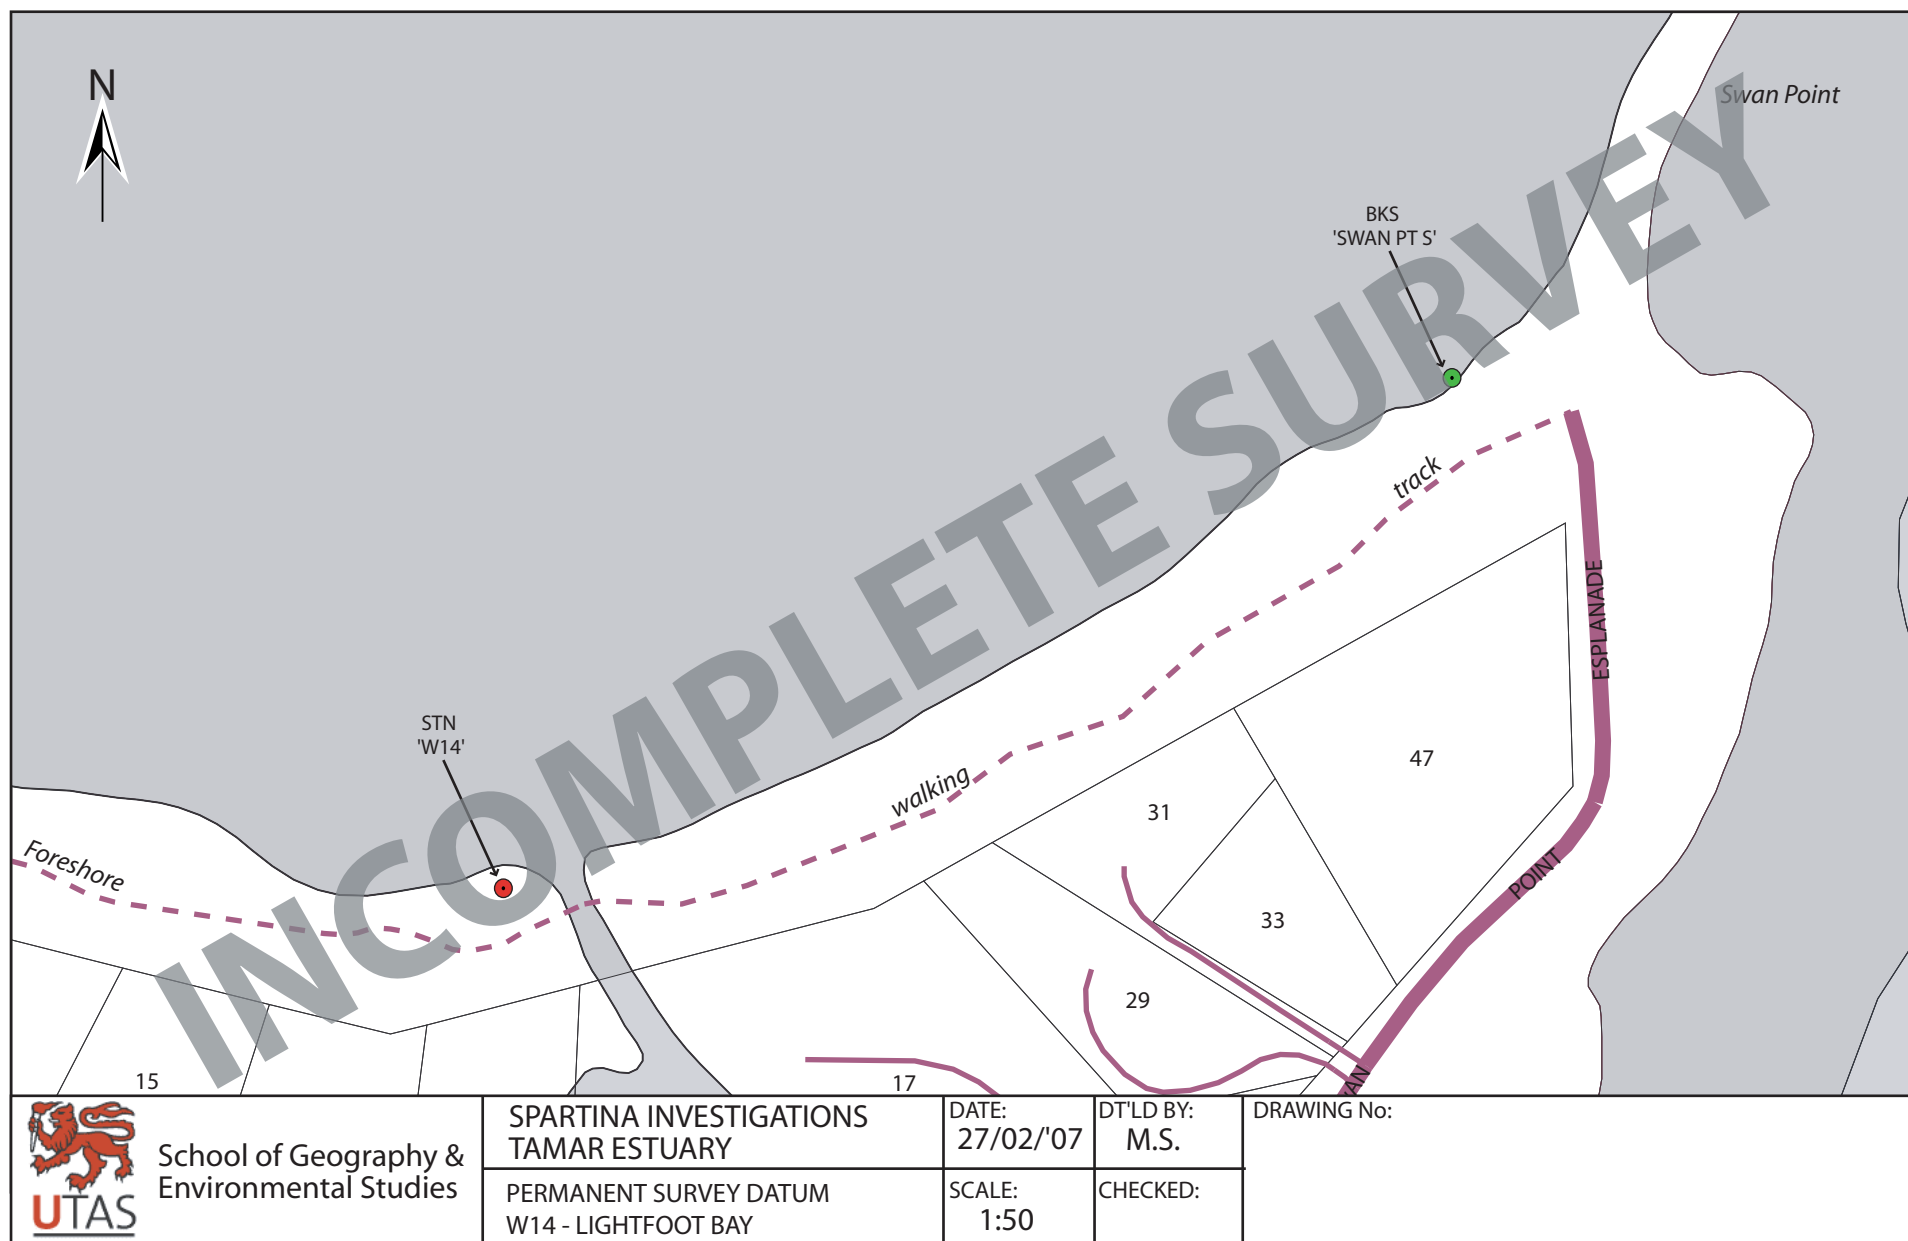 N
Swan Point
BKS
'SWAN PT S'
INCOMPLETE SURVEY
track
ESPLANADE
STN
'W14'
walking
47
31
Foreshore
POINT
33
29
15
17
WAN
UTAS
School of Geography &
Environmental Studies
SPARTINA INVESTIGATIONS
TAMAR ESTUARY
PERMANENT SURVEY DATUM
W14 - LIGHTFOOT BAY
DATE:
27/02/'07
SCALE:
1:50
DT'LD BY:
M.S.
CHECKED:
DRAWING No: